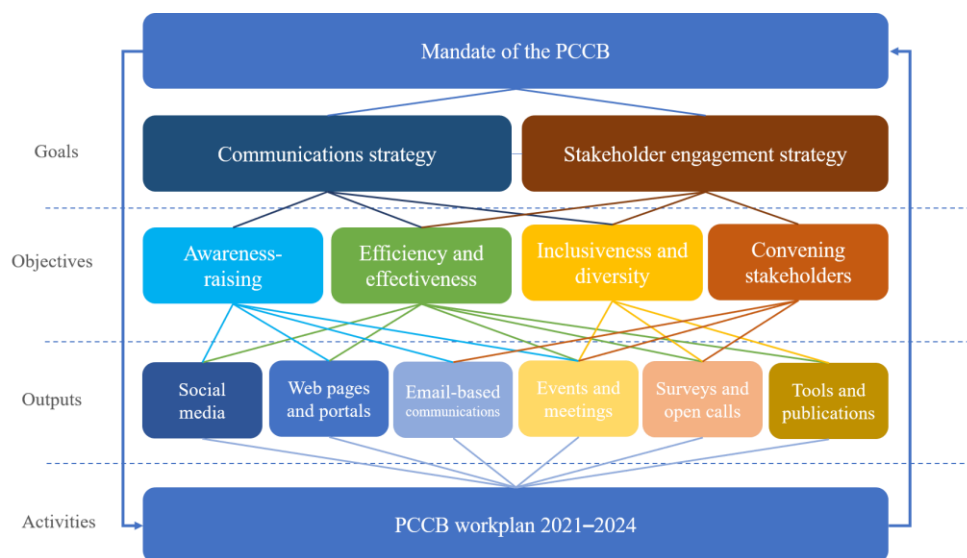 Mandate of the PCCB
Goals
Communications strategy
Stakeholder engagement strategy
Objectives
Awareness-
raising
Efficiency and
effectiveness
Inclusiveness and
diversity
Convening
stakeholders
Outputs
Social
media
Web pages
and portals
Email-based
communications
Events and
meetings
Surveys and
open calls
Tools and
publications
Activities
PCCB workplan 2021–2024